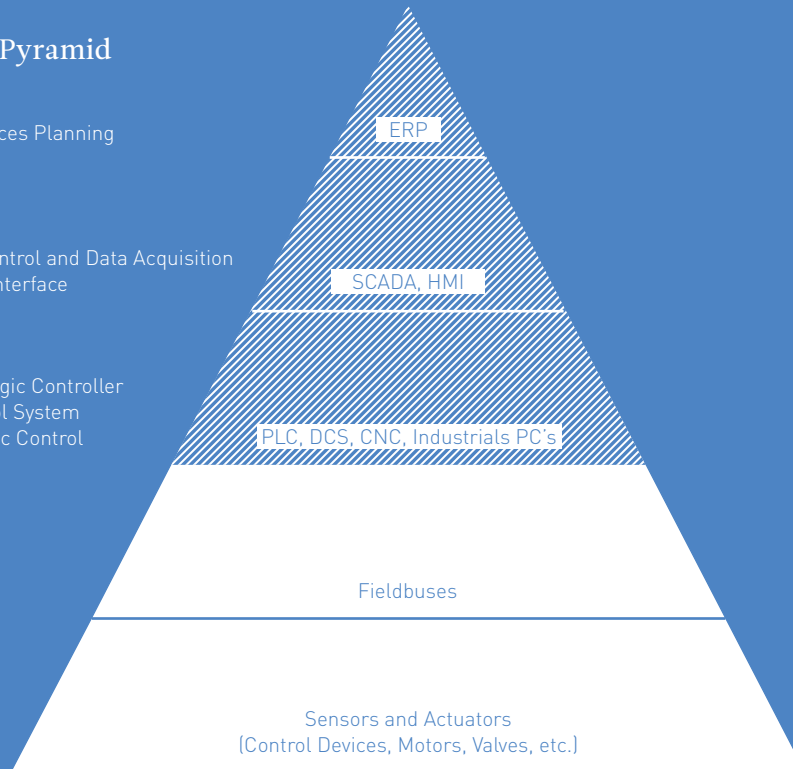 Pyramid
ERP
ces Planning
ntrol and Data Acquisition
nterface
SCADA, HMI
gic Controller
l System
c Control
PLC, DCS, CNC, Industrials PC’s
Fieldbuses
Sensors and Actuators
(Control Devices, Motors, Valves, etc.)